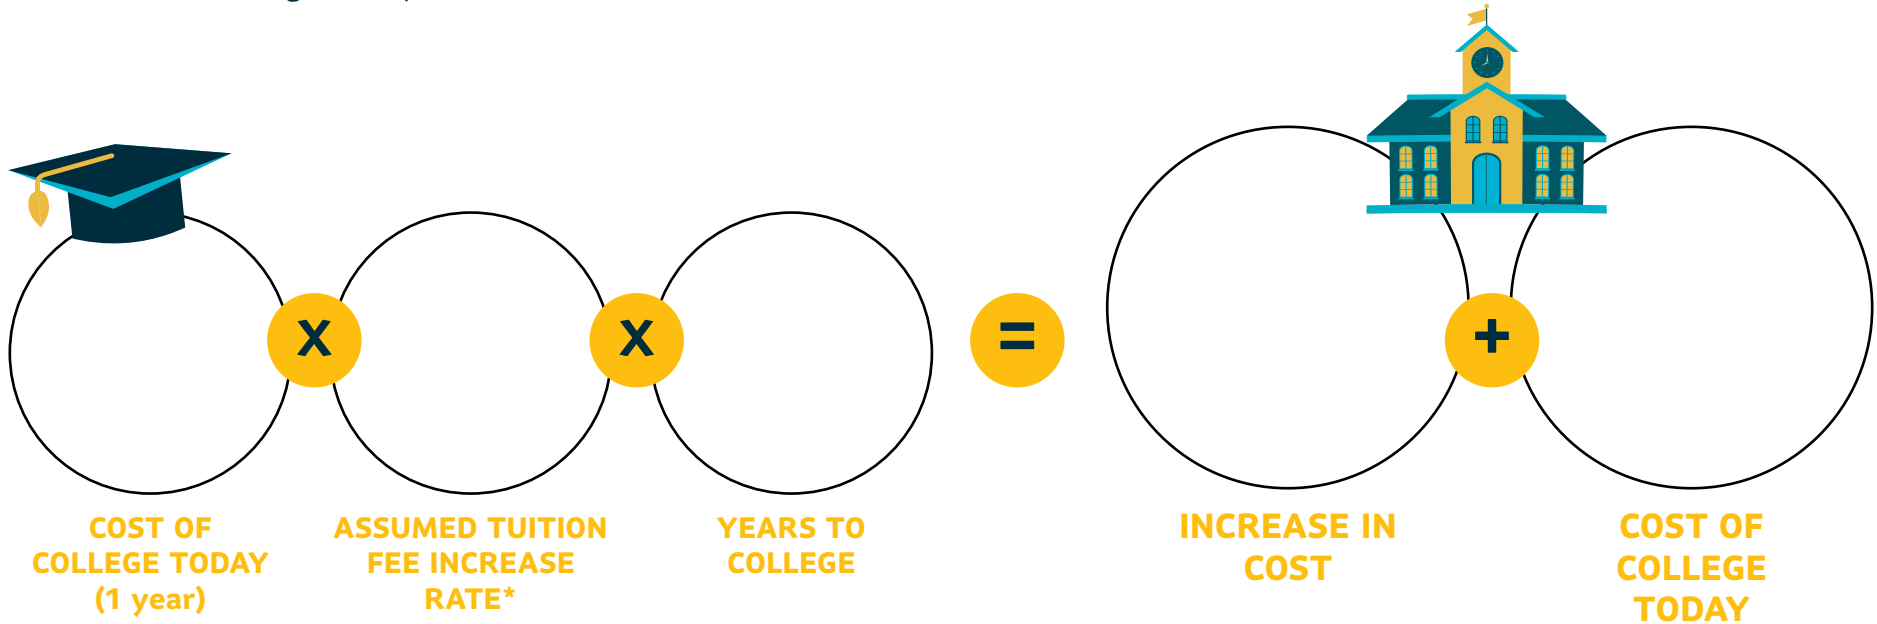 x
x
=
+
COST OF
COLLEGE TODAY
(1 year)
ASSUMED TUITION
FEE INCREASE
RATE*
YEARS TO
COLLEGE
INCREASE IN
COST
COST OF
COLLEGE
TODAY